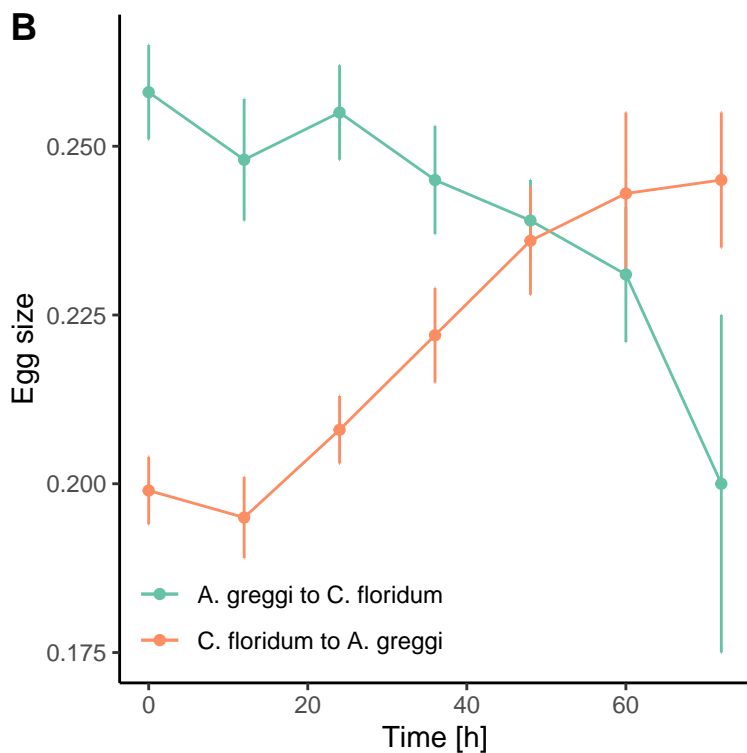 B
Egg size
0.250
0.225
0.200
0.175
A. greggi to C. floridum
C. floridum to A. greggi
0 20 40 60
Time [h]